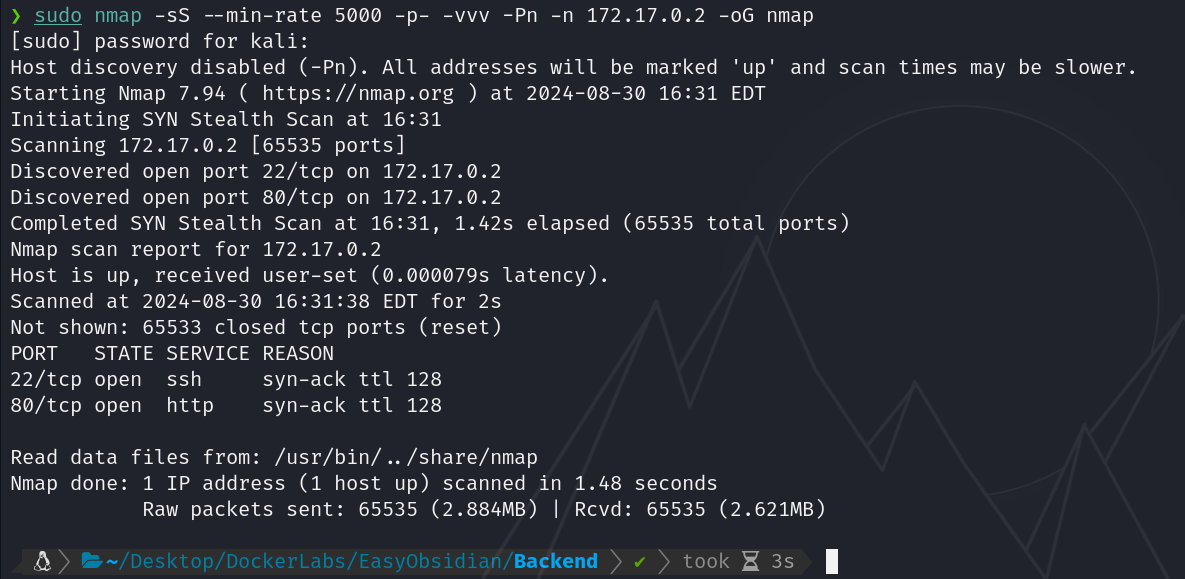 ❯ sudo nmap -sS --min-rate 5000 -p- -vvv -Pn -n 172.17.0.2 -oG nmap
[sudo] password for kali:
Host discovery disabled (-Pn). All addresses will be marked 'up' and scan times may be slower.
Starting Nmap 7.94 ( https://nmap.org ) at 2024-08-30 16:31 EDT
Initiating SYN Stealth Scan at 16:31
Scanning 172.17.0.2 [65535 ports]
Discovered open port 22/tcp on 172.17.0.2
Discovered open port 80/tcp on 172.17.0.2
Completed SYN Stealth Scan at 16:31, 1.42s elapsed (65535 total ports)
Nmap scan report for 172.17.0.2
Host is up, received user-set (0.000079s latency).
Scanned at 2024-08-30 16:31:38 EDT for 2s
Not shown: 65533 closed tcp ports (reset)
PORT   STATE SERVICE REASON
22/tcp open  ssh     syn-ack ttl 128
80/tcp open  http    syn-ack ttl 128
Read data files from: /usr/bin/../share/nmap
Nmap done: 1 IP address (1 host up) scanned in 1.48 seconds
           Raw packets sent: 65535 (2.884MB) | Rcvd: 65535 (2.621MB)
~/Desktop/DockerLabs/EasyObsidian/Backend ✔ took ⌛ 3s